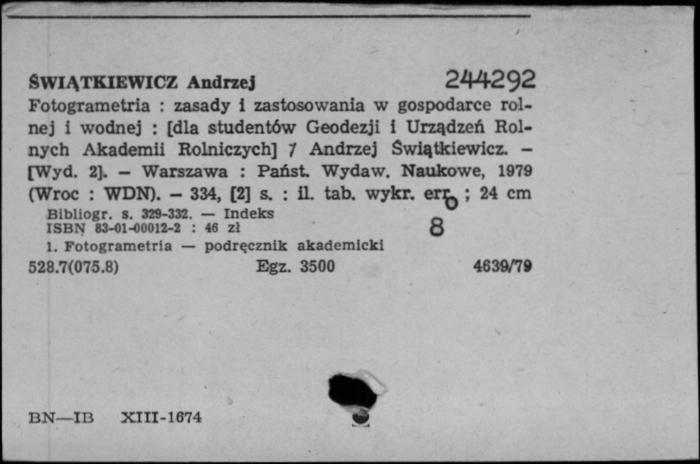 ŚWIĄTKIEWICZ Andrzej 244292
Fotogrametria : zasady i zastosowania w gospodarce rol-
nej i wodnej : [dla studentów Geodezji i Urządzeń Rol-
nych Akademii Rolniczych] / Andrzej Świątkiewicz. —
[Wyd. 2]. — Warszawa : Państ. Wydaw. Naukowe, 1979
(Wroc : WDN). — 334, [2] s. : il. tab. wykr. err. ; 24 cm
Bibliogr. s. 329-332. — Indeks
ISBN 83-01-00012-2 : 46 zł 8
1. Fotogrametria — podręcznik akademicki
528.7(075.8) Egz. 3500 4639/79
BN—IB XIII-1674